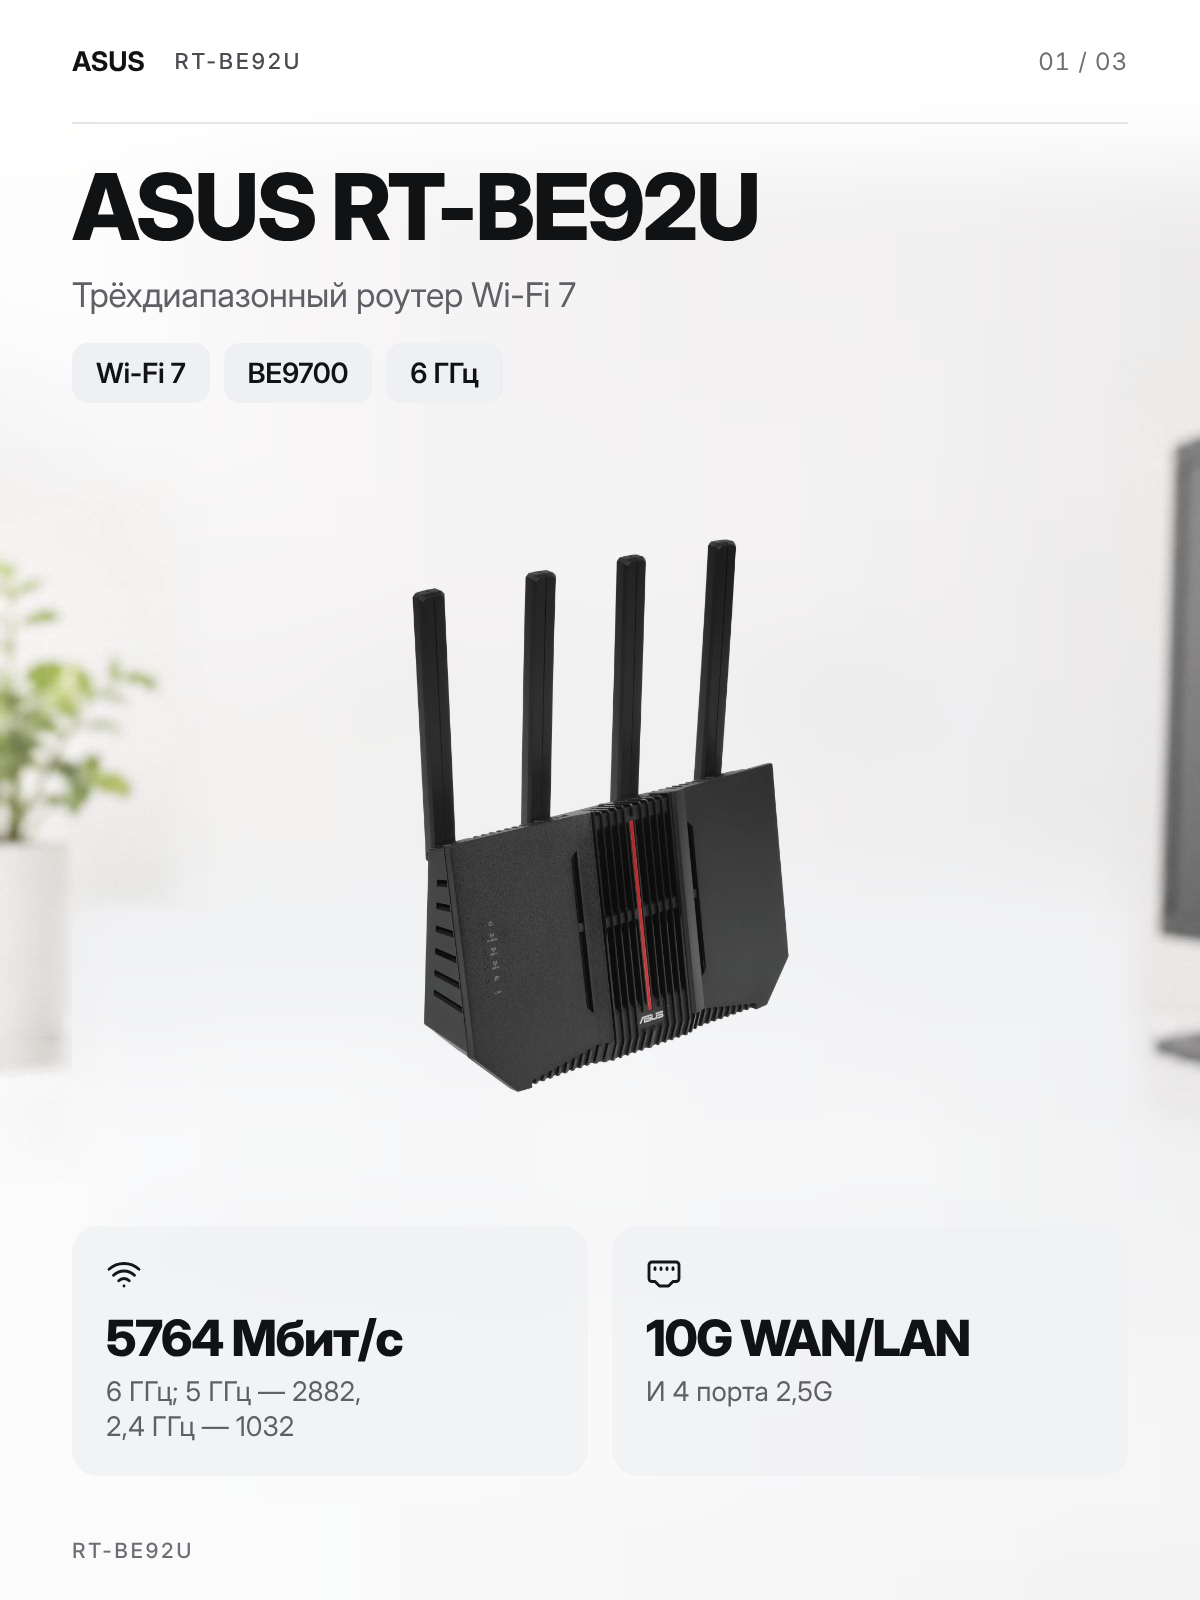 ASUS RT-BE92U 01 / 03
ASUS RT-BE92U
Трёхдиапазонный роутер Wi-Fi 7
Wi-Fi 7 BE9700 6 ГГц
ASUS
5764 Мбит/с
6 ГГц; 5 ГГц — 2882,
2,4 ГГц — 1032
10G WAN/LAN
И 4 порта 2,5G
RT-BE92U